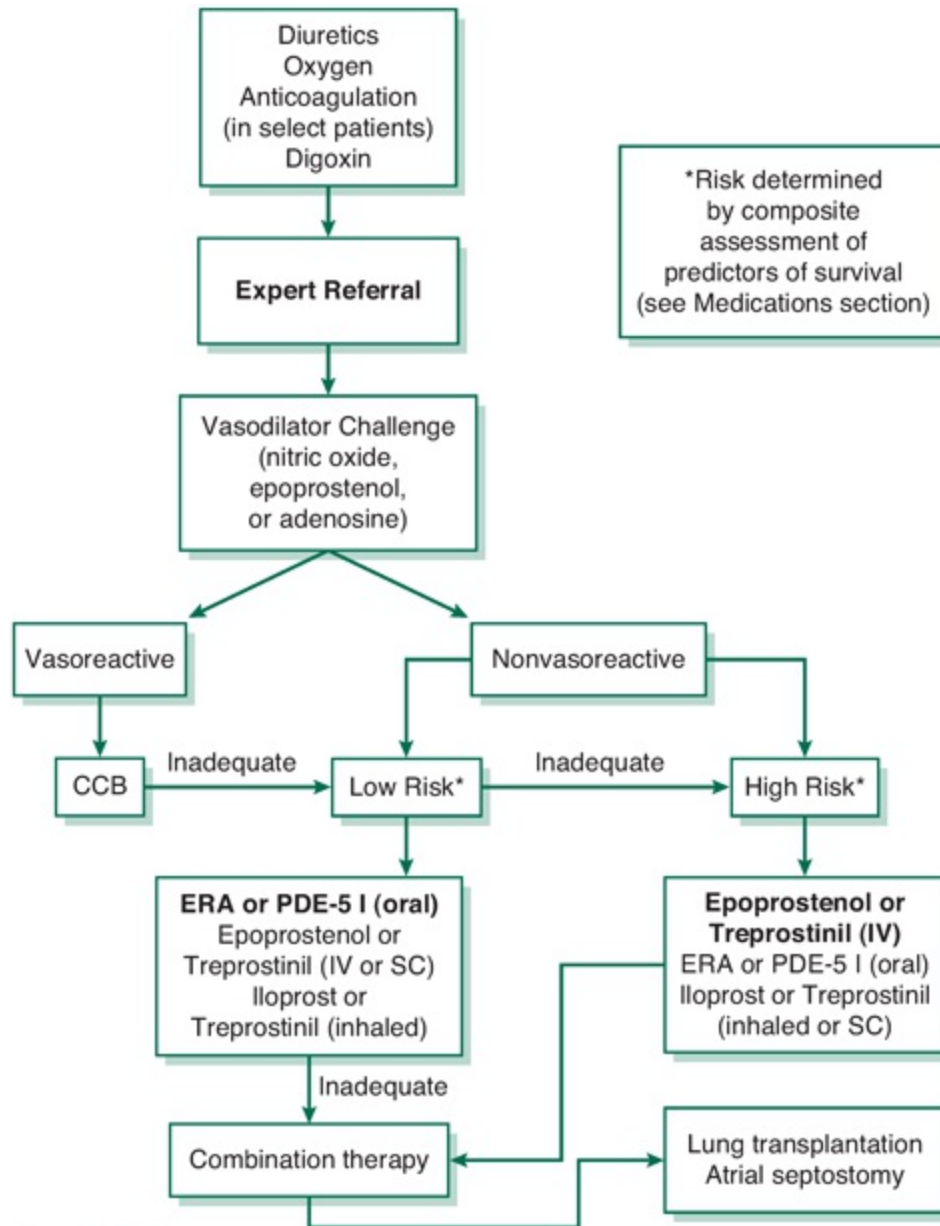 Diuretics
Oxygen
Anticoagulation
(in select patients)
Digoxin
*Risk determined
by composite
assessment of
predictors of survival
(see Medications section)
Expert Referral
Vasodilator Challenge
(nitric oxide,
epoprostenol,
or adenosine)
Vasoreactive
Nonvasoreactive
CCB
Inadequate
Low Risk*
Inadequate
High Risk*
ERA or PDE-5 I (oral)
Epoprostenol or
Treprostinil (IV or SC)
Iloprost or
Treprostinil (inhaled)
Epoprostenol or
Treprostinil (IV)
ERA or PDE-5 I (oral)
Iloprost or Treprostinil
(inhaled or SC)
Inadequate
Combination therapy
Lung transplantation
Atrial septostomy